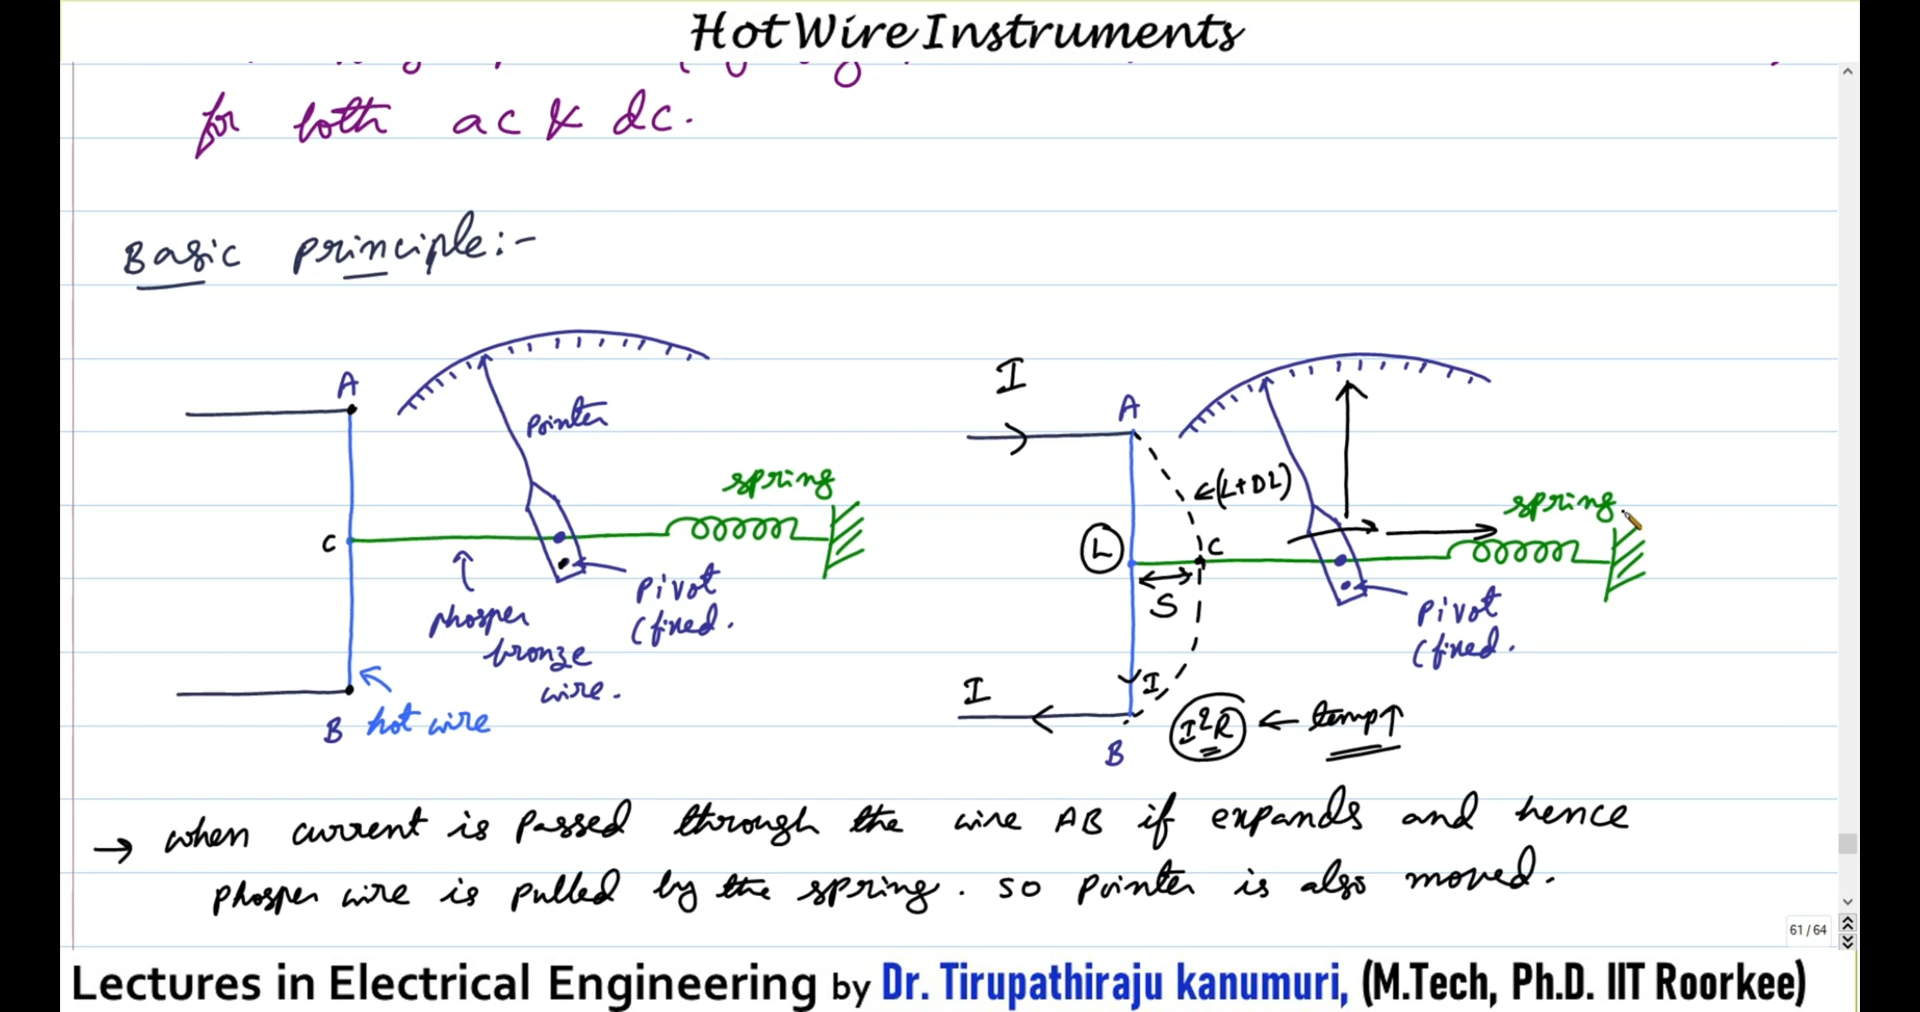 Hot Wire Instruments
for both ac & dc.
Basic principle:-
A
Pointer
spring
C
phosper
bronze
wire.
Pivot
(fixed.
B hot wire
I
A
(L+DL)
spring
L
C
S
Pivot
(fixed.
I
I
I²R ← temp↑
B
→ when current is passed through the wire AB if expands and hence
phosper wire is pulled by the spring. so pointer is also moved.
61 / 64
Lectures in Electrical Engineering by Dr. Tirupathiraju kanumuri, (M.Tech, Ph.D. IIT Roorkee)